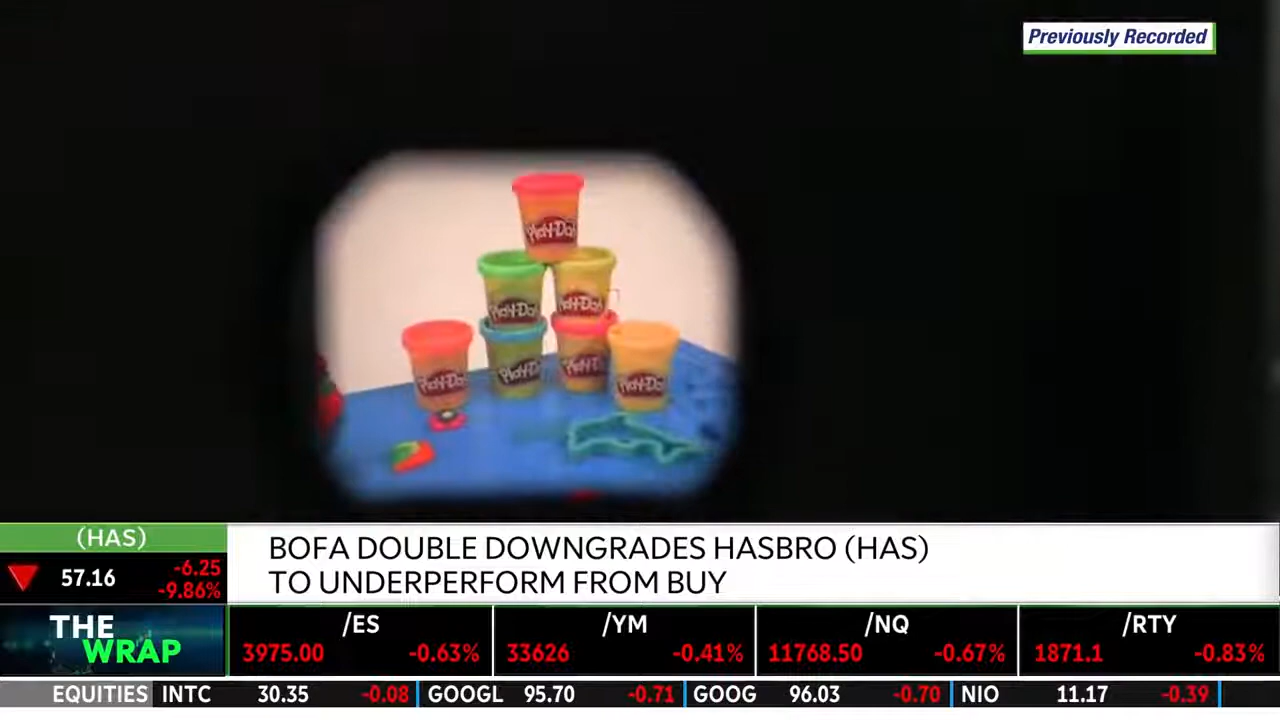 Previously Recorded
PLAY-DOH
PLAY-DOH
PLAY-DOH
PLAY-DOH
PLAY-DOH
PLAY-DOH
PLAY-DOH
(HAS)
57.16
-6.25
-9.86%
BOFA DOUBLE DOWNGRADES HASBRO (HAS)
TO UNDERPERFORM FROM BUY
THE
WRAP
/ES
3975.00 -0.63%
/YM
33626 -0.41%
/NQ
11768.50 -0.67%
/RTY
1871.1 -0.83%
EQUITIES INTC 30.35 -0.08 GOOGL 95.70 -0.71 GOOG 96.03 -0.70 NIO 11.17 -0.39